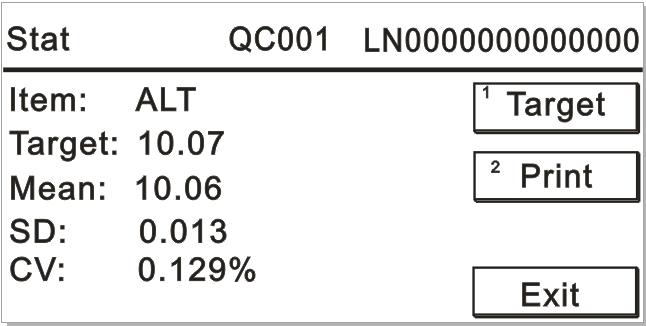 Stat QC001 LN0000000000000
Item: ALT
1 Target
Target: 10.07
Mean: 10.06
2 Print
SD: 0.013
CV: 0.129%
Exit